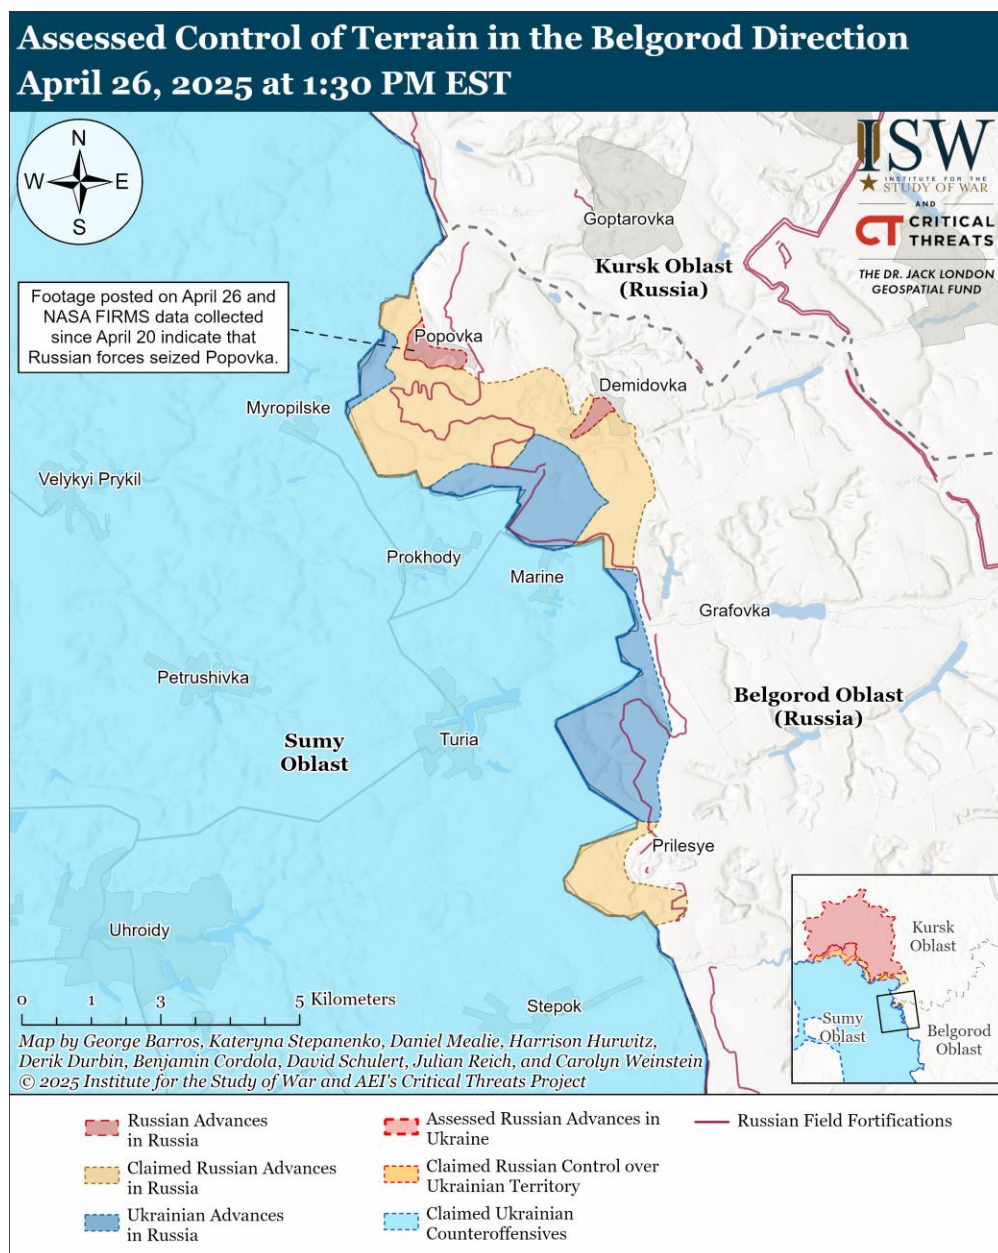 Assessed Control of Terrain in the Belgorod Direction
April 26, 2025 at 1:30 PM EST
N
W
E
S
ISW
INSTITUTE FOR THE
STUDY OF WAR
AND
CT CRITICAL
THREATS
THE DR. JACK LONDON
GEOSPATIAL FUND
Goptarovka
Kursk Oblast
(Russia)
Footage posted on April 26 and
NASA FIRMS data collected
since April 20 indicate that
Russian forces seized Popovka.
Popovka
Demidovka
Myropilske
Velykyi Prykil
Prokhody
Marine
Grafovka
Petrushivka
Belgorod Oblast
(Russia)
Sumy
Oblast
Turia
Prilesye
Uhroidy
Stepok
0 1 3 5 Kilometers
Kursk
Oblast
Sumy
Oblast
Belgorod
Oblast
Map by George Barros, Kateryna Stepanenko, Daniel Mealie, Harrison Hurwitz,
Derik Durbin, Benjamin Cordola, David Schulert, Julian Reich, and Carolyn Weinstein
© 2025 Institute for the Study of War and AEI's Critical Threats Project
Russian Advances
in Russia
Claimed Russian Advances
in Russia
Ukrainian Advances
in Russia
Assessed Russian Advances in
Ukraine
Claimed Russian Control over
Ukrainian Territory
Claimed Ukrainian
Counteroffensives
Russian Field Fortifications